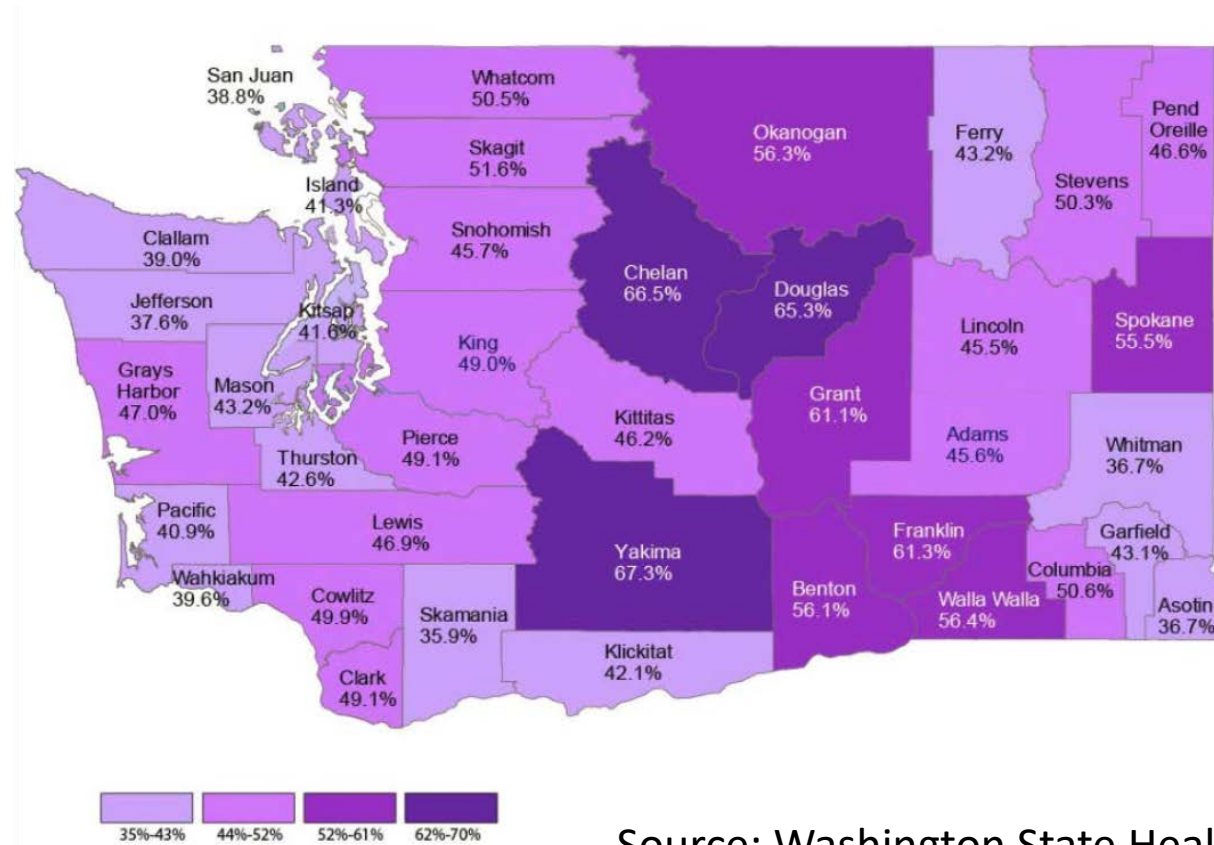 San Juan
38.8%
Whatcom
50.5%
Okanogan
56.3%
Ferry
43.2%
Pend
Oreille
46.6%
Skagit
51.6%
Stevens
50.3%
Island
41.3%
Clallam
39.0%
Snohomish
45.7%
Chelan
66.5%
Douglas
65.3%
Jefferson
37.6%
Kitsap
41.6%
King
49.0%
Lincoln
45.5%
Spokane
55.5%
Grays
Harbor
47.0%
Mason
43.2%
Grant
61.1%
Kittitas
46.2%
Pierce
49.1%
Adams
45.6%
Whitman
36.7%
Thurston
42.6%
Pacific
40.9%
Lewis
46.9%
Yakima
67.3%
Franklin
61.3%
Garfield
43.1%
Columbia
50.6%
Wahkiakum
39.6%
Cowlitz
49.9%
Skamania
35.9%
Benton
56.1%
Walla Walla
56.4%
Asotin
36.7%
Klickitat
42.1%
Clark
49.1%
35%-43%
44%-52%
52%-61%
62%-70%
Source: Washington State Heal